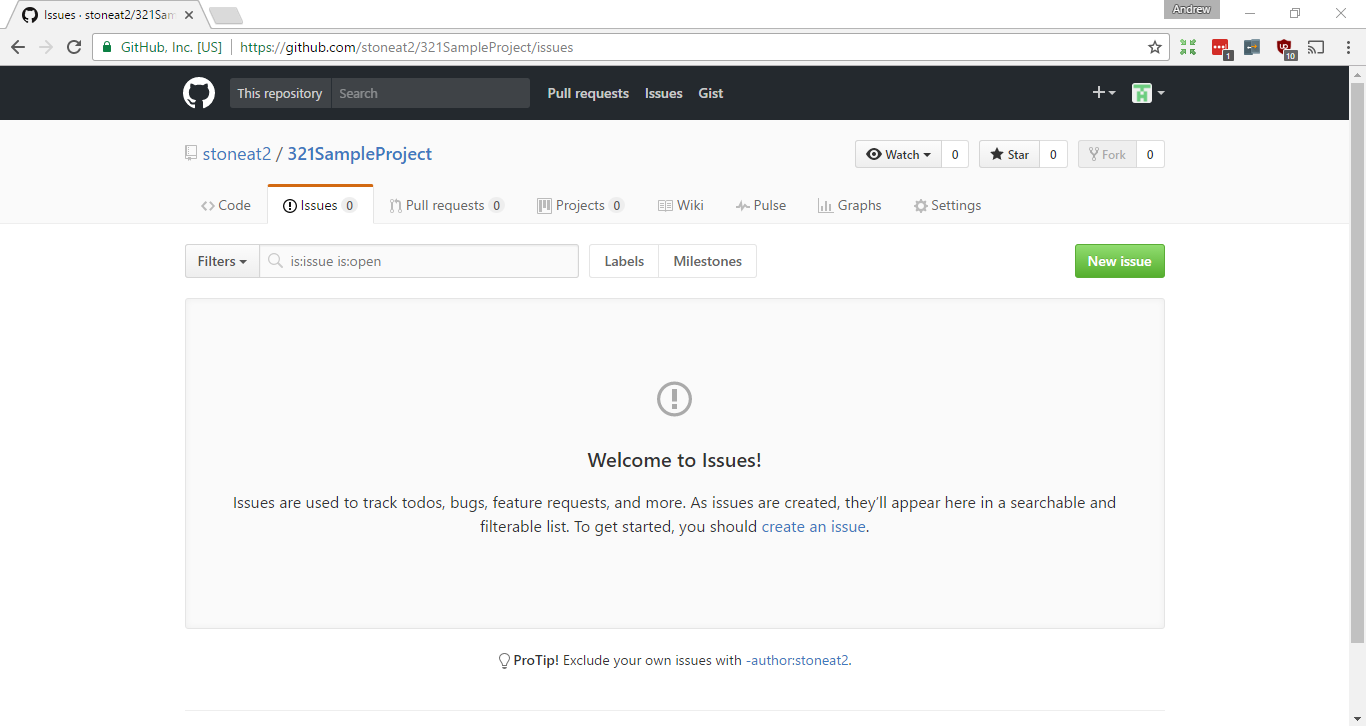 Issues · stoneat2/321Sam
Andrew
GitHub, Inc. [US] https://github.com/stoneat2/321SampleProject/issues
1 10
This repository Search Pull requests Issues Gist
stoneat2 / 321SampleProject
Watch 0 Star 0 Fork 0
Code Issues 0 Pull requests 0 Projects 0 Wiki Pulse Graphs Settings
Filters is:issue is:open Labels Milestones New issue
Welcome to Issues!
Issues are used to track todos, bugs, feature requests, and more. As issues are created, they’ll appear here in a searchable and
filterable list. To get started, you should create an issue.
ProTip! Exclude your own issues with -author:stoneat2.